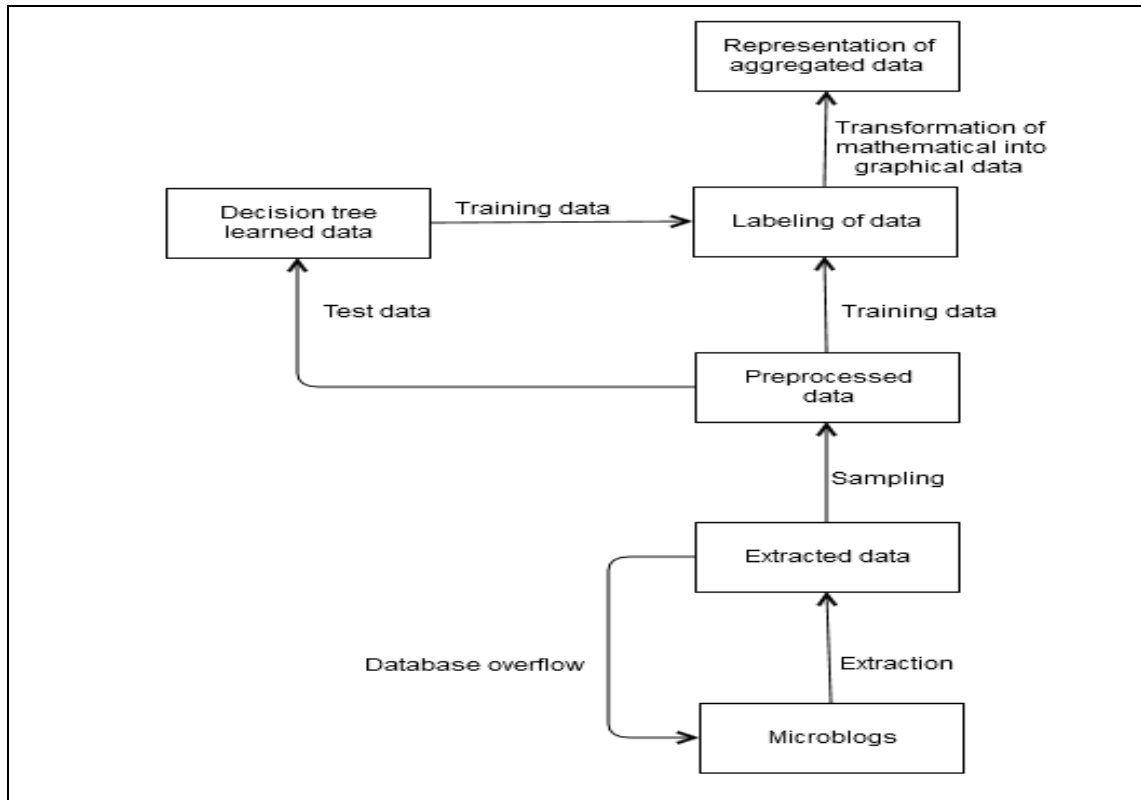 Representation of
aggregated data
Transformation of
mathematical into
graphical data
Decision tree
learned data
Training data
Labeling of data
Test data
Training data
Preprocessed
data
Sampling
Extracted data
Database overflow
Extraction
Microblogs